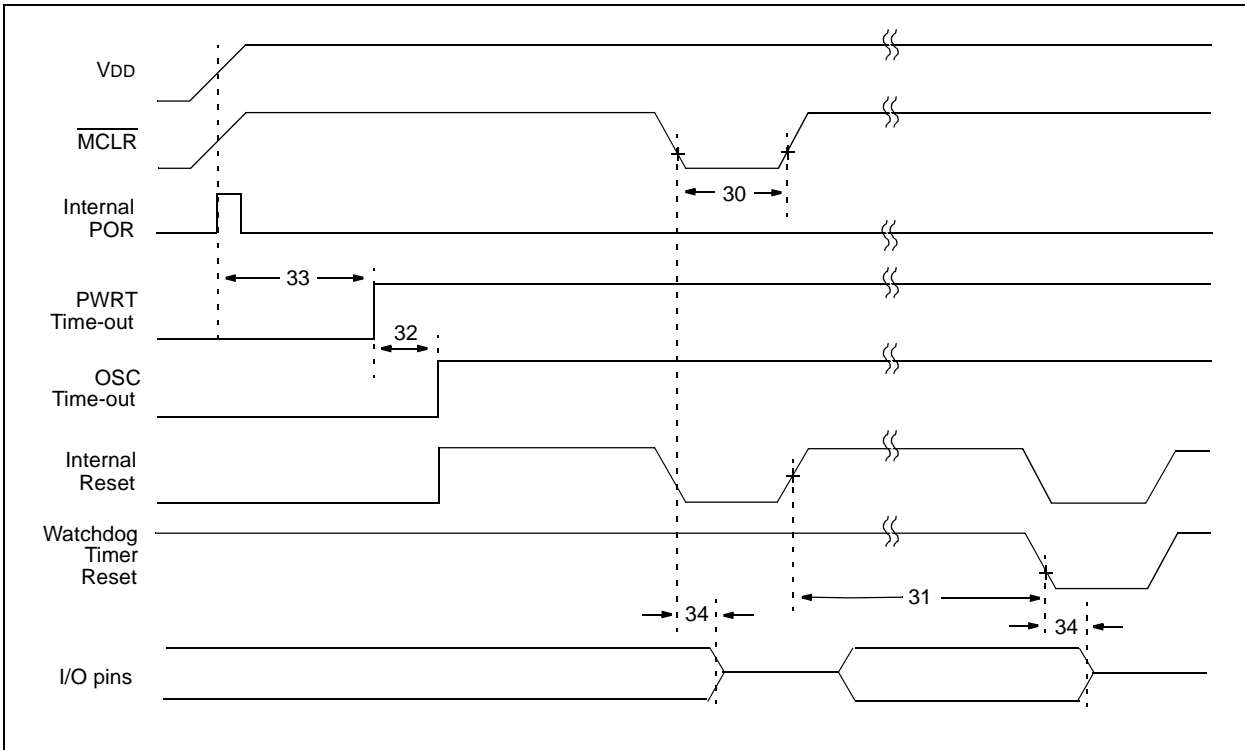 VDD
MCLR
30
Internal
POR
33
PWRT
Time-out
32
OSC
Time-out
Internal
Reset
Watchdog
Timer
Reset
31
34
34
I/O pins